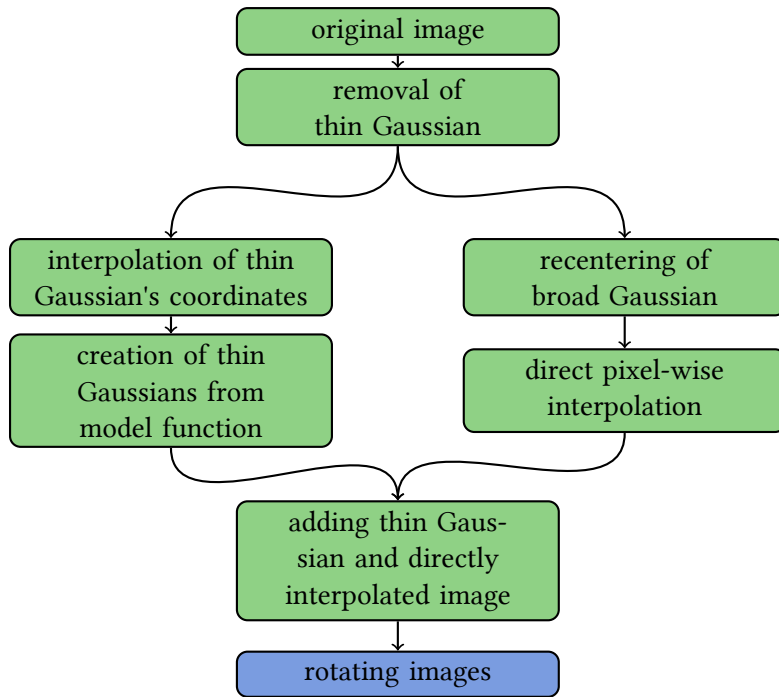 original image
removal of
thin Gaussian
interpolation of thin
Gaussian's coordinates
creation of thin
Gaussians from
model function
recentering of
broad Gaussian
direct pixel-wise
interpolation
adding thin Gaus-
sian and directly
interpolated image
rotating images